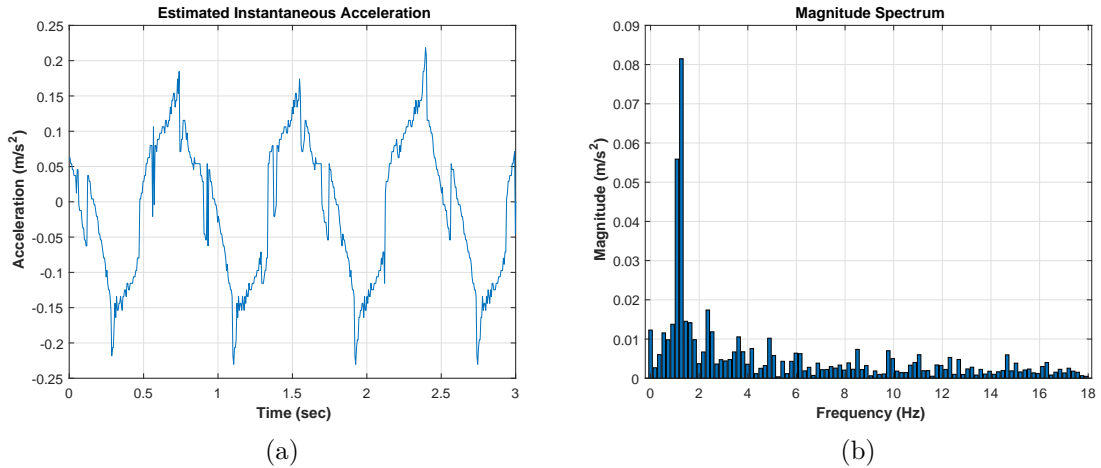 Estimated Instantaneous Acceleration
0.25
0.2
0.15
0.1
0.05
0
-0.05
-0.1
-0.15
-0.2
-0.25
Acceleration (m/s²)
0 0.5 1 1.5 2 2.5 3
Time (sec)
(a)
Magnitude Spectrum
0.09
0.08
0.07
0.06
0.05
0.04
0.03
0.02
0.01
0
Magnitude (m/s²)
0 2 4 6 8 10 12 14 16 18
Frequency (Hz)
(b)